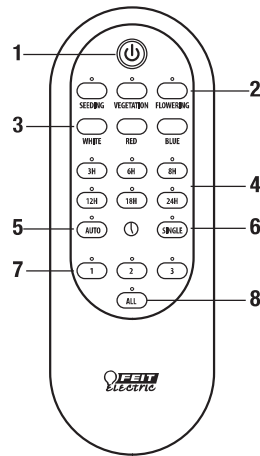 1
2
SEEDING VEGETATION FLOWERING
3
WHITE RED BLUE
3H 6H 8H
4
12H 18H 24H
5
AUTO SINGLE
6
7
1 2 3
ALL
8
FEIT
ELECTRIC